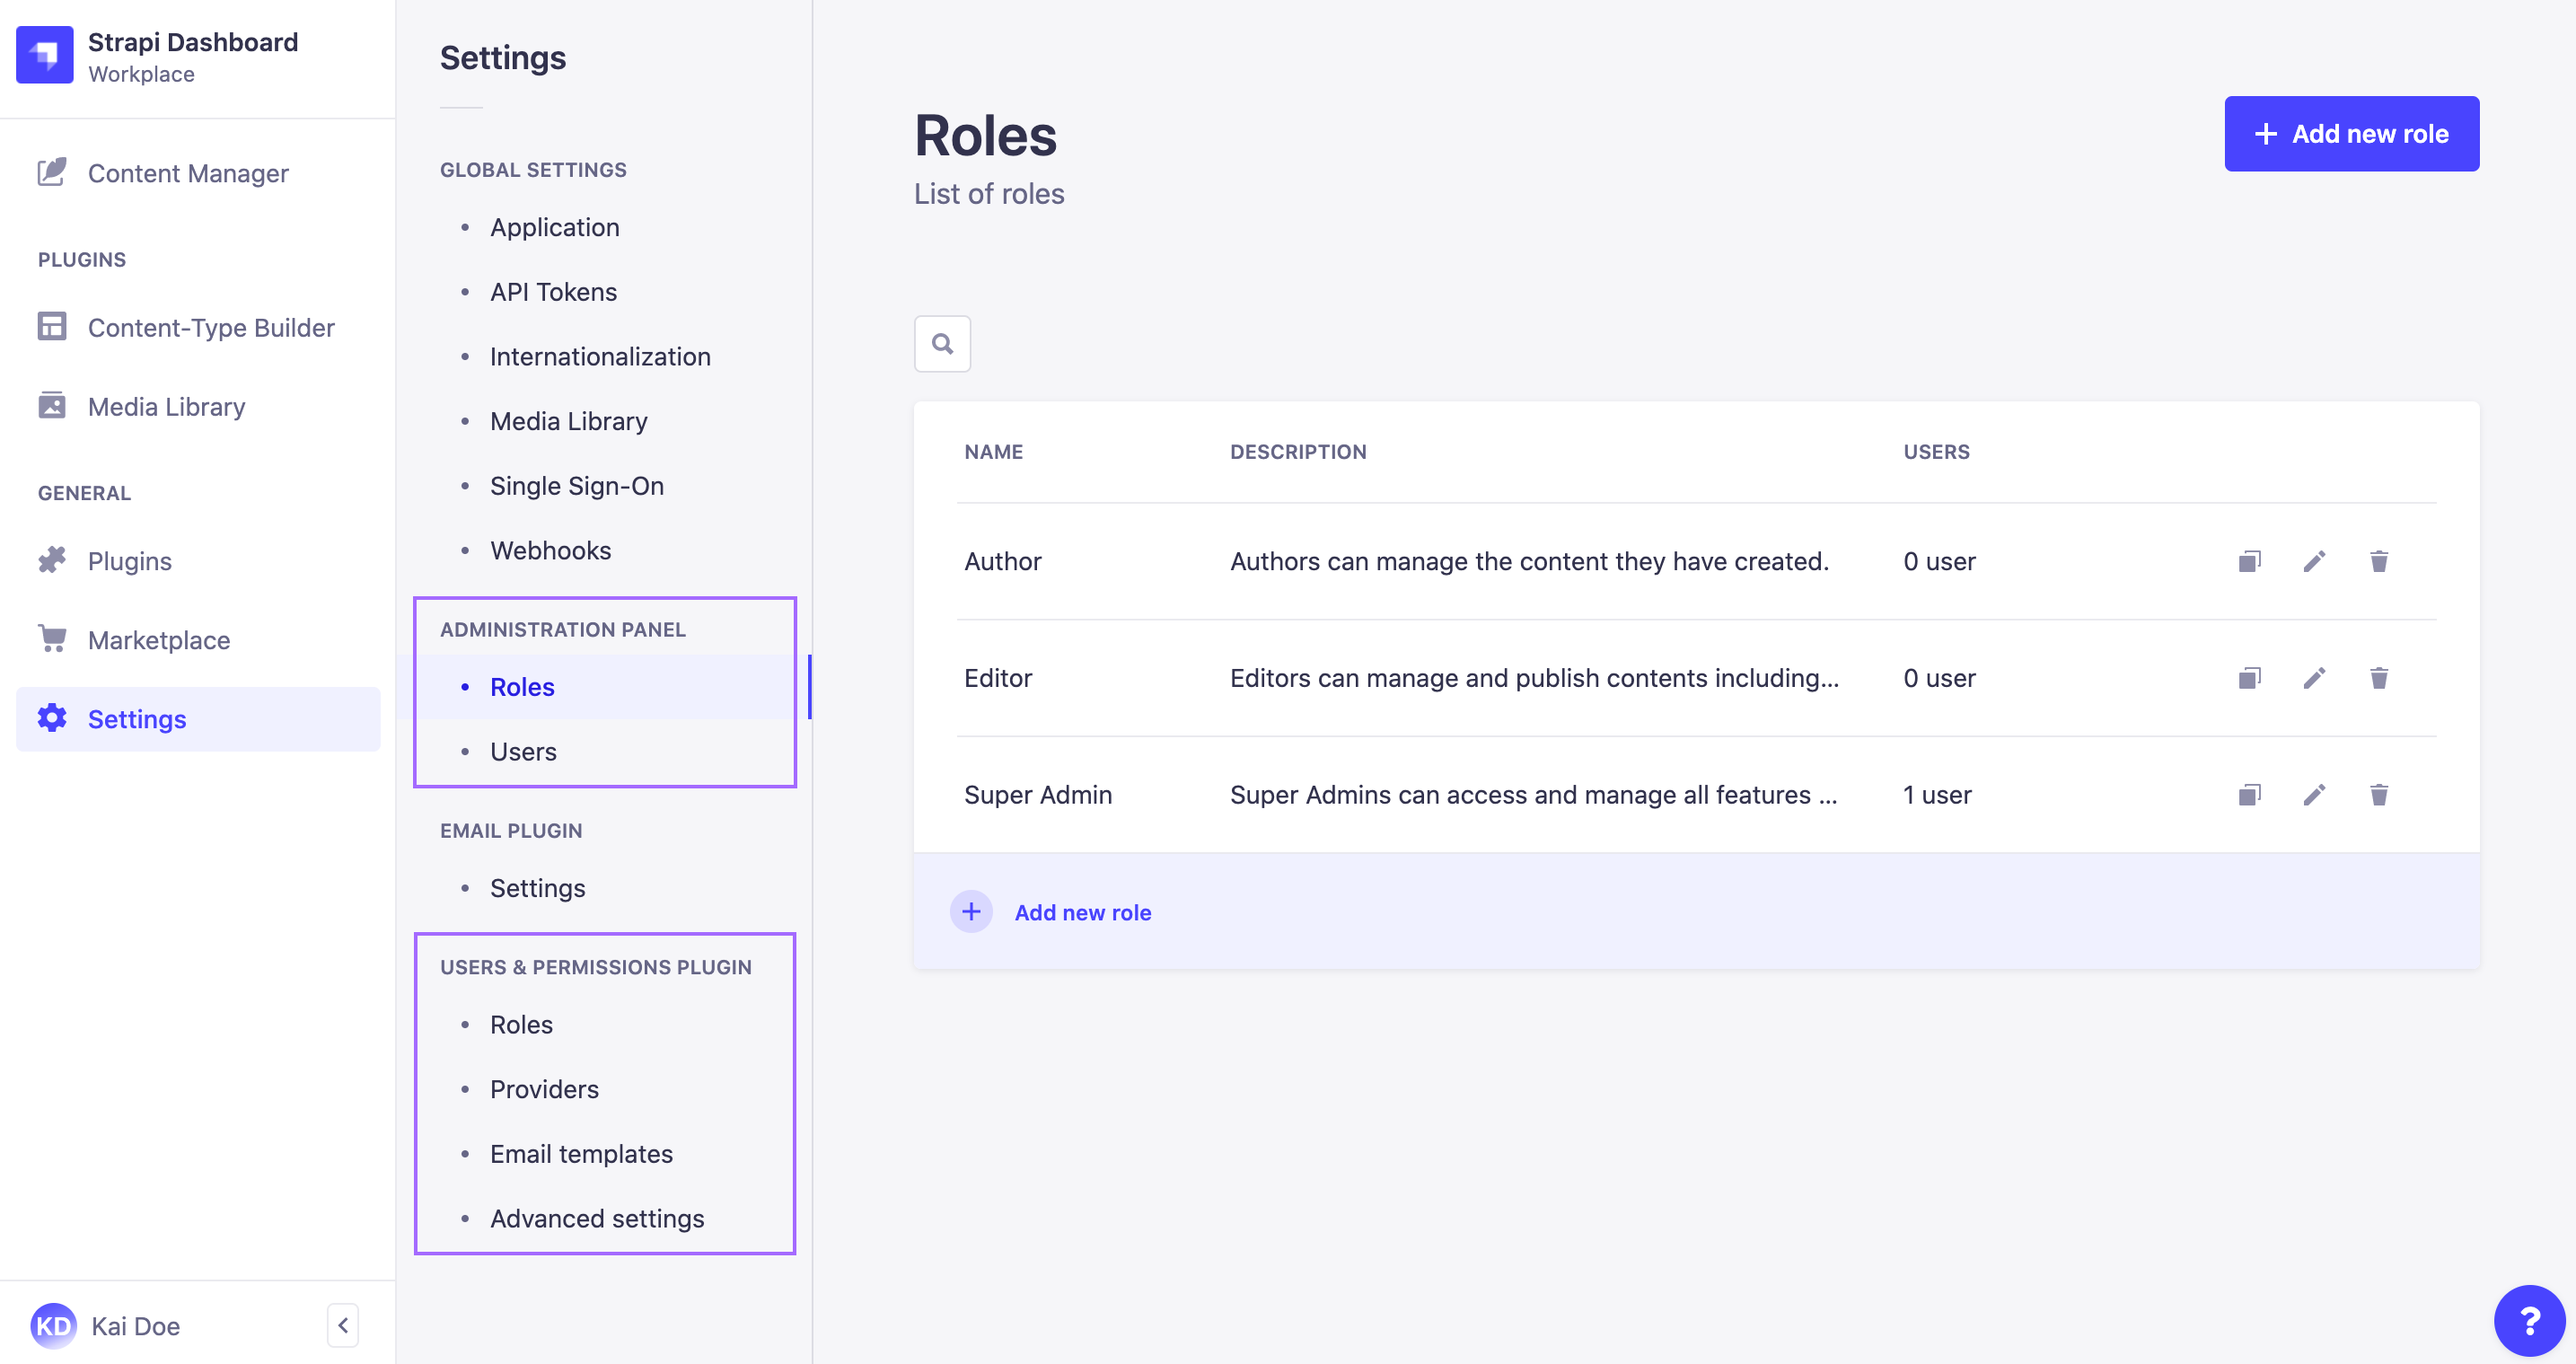 Strapi Dashboard
Workplace
Content Manager
PLUGINS
Content-Type Builder
Media Library
GENERAL
Plugins
Marketplace
Settings
KD Kai Doe
Settings
GLOBAL SETTINGS
Application
API Tokens
Internationalization
Media Library
Single Sign-On
Webhooks
ADMINISTRATION PANEL
Roles
Users
EMAIL PLUGIN
Settings
USERS & PERMISSIONS PLUGIN
Roles
Providers
Email templates
Advanced settings
Roles
List of roles
+ Add new role
NAME DESCRIPTION USERS
Author Authors can manage the content they have created. 0 user
Editor Editors can manage and publish contents including... 0 user
Super Admin Super Admins can access and manage all features ... 1 user
+ Add new role
?